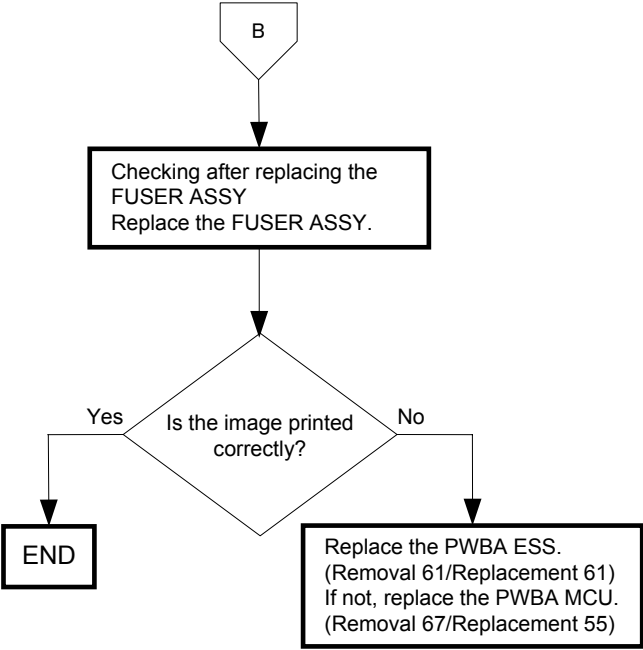 B
Checking after replacing the
FUSER ASSY
Replace the FUSER ASSY.
Is the image printed
correctly?
Yes
No
END
Replace the PWBA ESS.
(Removal 61/Replacement 61)
If not, replace the PWBA MCU.
(Removal 67/Replacement 55)